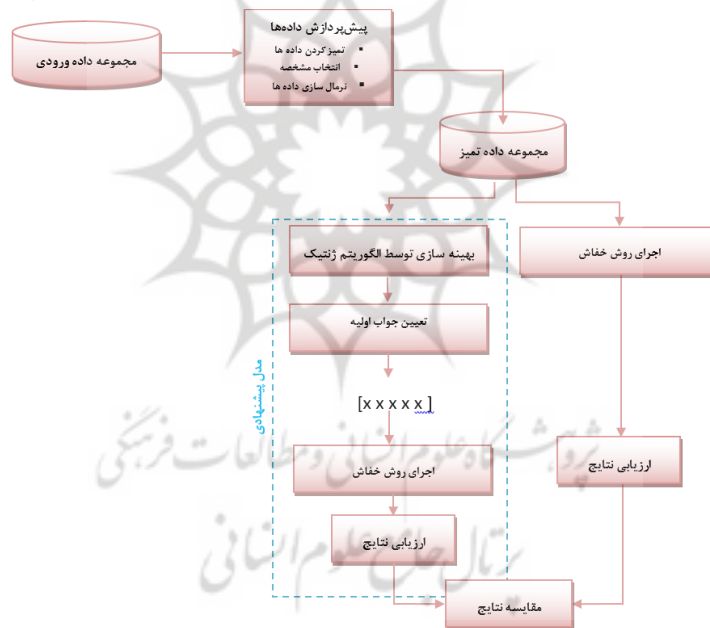 مجموعه داده ورودی
پیش‌پردازش داده‌ها
▪ تمیز کردن داده ها
▪ انتخاب مشخصه
▪ نرمال سازی داده ها
مجموعه داده تمیز
بهینه سازی توسط الگوریتم ژنتیک
اجرای روش خفاش
تعیین جواب اولیه
مدل پیشنهادی
[x x x x x ]
پژوهشگاه علوم انسانی و مطالعات فرهنگی
ارزیابی نتایج
اجرای روش خفاش
پرتال جامع علوم انسانی
ارزیابی نتایج
مقایسه نتایج